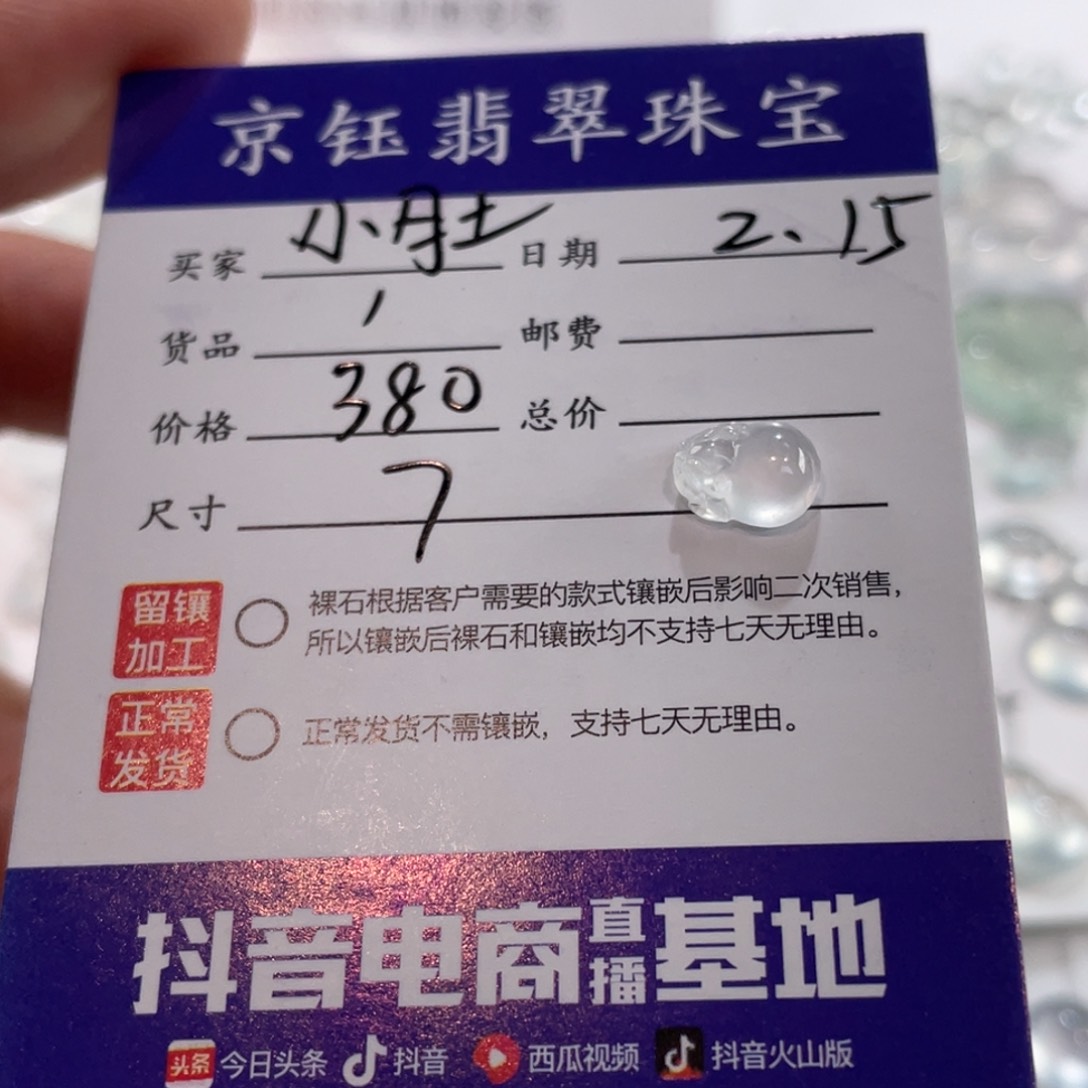 京钰翡翠珠宝
买家 小肚 日期 2、15
货品 1 邮费
价格 380 总价
尺寸 7
留镶加工 裸石根据客户需要的款式镶嵌后影响二次销售，
所以镶嵌后裸石和镶嵌均不支持七天无理由。
正常发货 正常发货不需镶嵌，支持七天无理由。
抖音电商直播基地
头条 今日头条 抖音 西瓜视频 抖音火山版